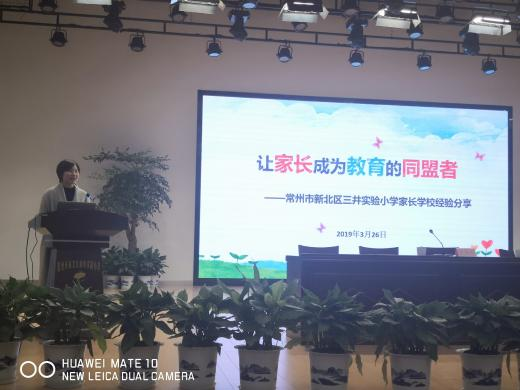 让家长成为教育的同盟者
——常州市新北区三井实验小学家长学校经验分享
2019年3月26日
HUAWEI MATE 10
NEW LEICA DUAL CAMERA